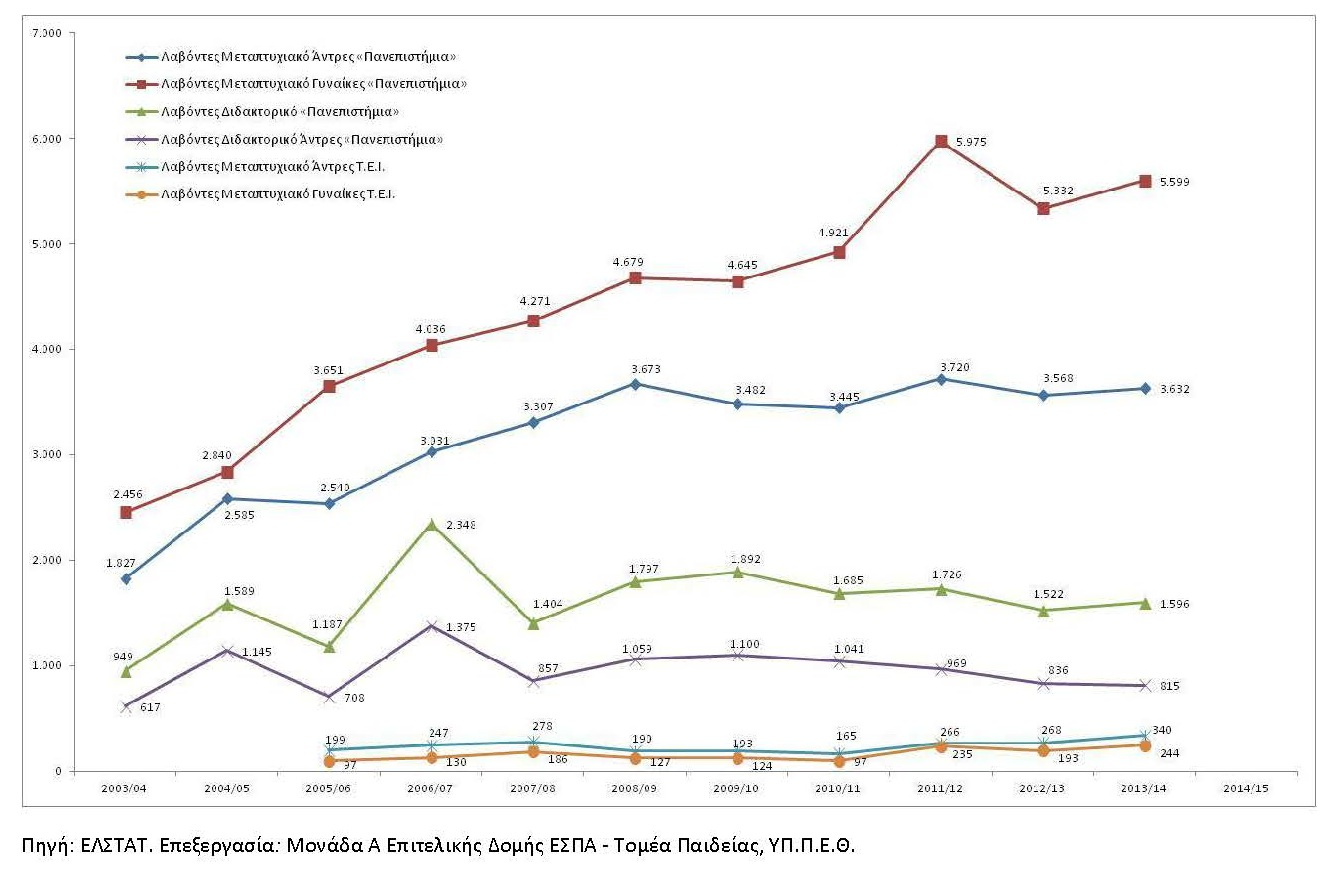 7.000
6.000
5.000
4.000
3.000
2.000
1.000
0
Λαβόντες Μεταπτυχιακό Άντρες «Πανεπιστήμια»
Λαβόντες Μεταπτυχιακό Γυναίκες «Πανεπιστήμια»
Λαβόντες Διδακτορικό «Πανεπιστήμια»
Λαβόντες Διδακτορικό Άντρες «Πανεπιστήμια»
Λαβόντες Μεταπτυχιακό Άντρες Τ.Ε.Ι.
Λαβόντες Μεταπτυχιακό Γυναίκες Τ.Ε.Ι.
2.456 2.840 3.651 4.036 4.271 4.679 4.645 4.921 5.975 5.332 5.599
1.827 2.585 2.540 3.031 3.307 3.673 3.482 3.445 3.720 3.568 3.632
949 1.589 1.187 2.348 1.404 1.797 1.892 1.685 1.726 1.522 1.596
617 1.145 708 1.375 857 1.059 1.100 1.041 969 836 815
199 247 278 190 193 165 266 268 340
97 130 186 127 124 97 235 193 244
2003/04 2004/05 2005/06 2006/07 2007/08 2008/09 2009/10 2010/11 2011/12 2012/13 2013/14 2014/15
Πηγή: ΕΛΣΤΑΤ. Επεξεργασία: Μονάδα Α Επιτελικής Δομής ΕΣΠΑ - Τομέα Παιδείας, ΥΠ.Π.Ε.Θ.